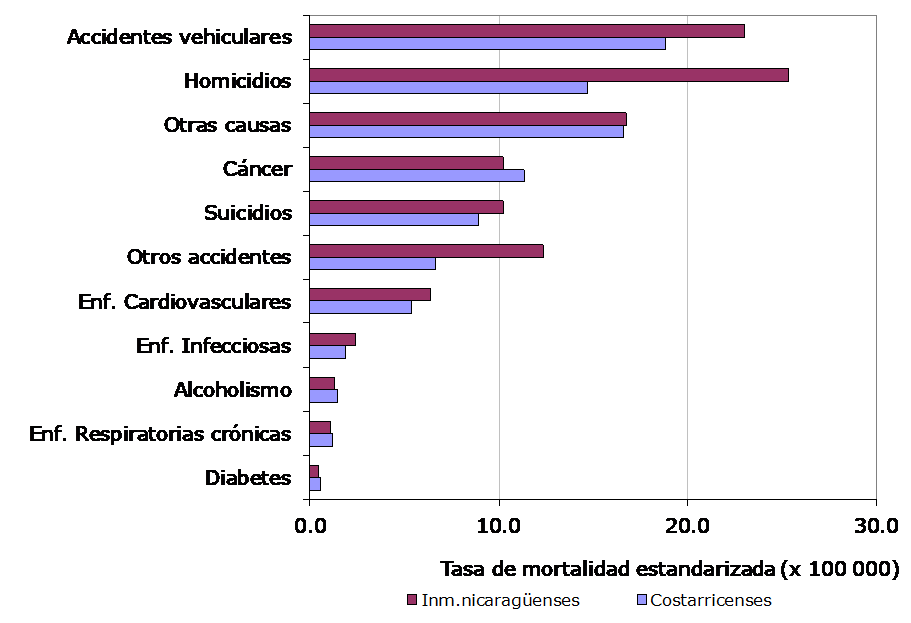 Accidentes vehiculares
Homicidios
Otras causas
Cáncer
Suicidios
Otros accidentes
Enf. Cardiovasculares
Enf. Infecciosas
Alcoholismo
Enf. Respiratorias crónicas
Diabetes
0.0 10.0 20.0 30.0
Tasa de mortalidad estandarizada (x 100 000)
Inm.nicaragüenses Costarricenses